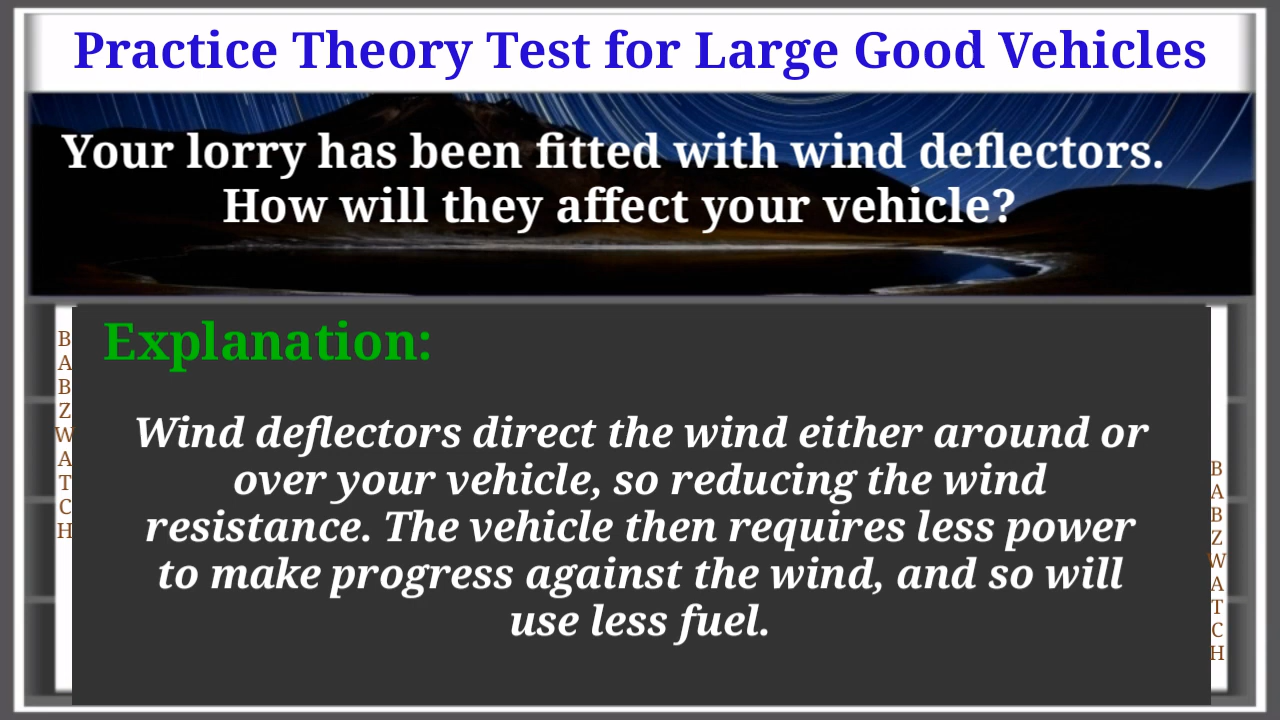 Practice Theory Test for Large Good Vehicles
Your lorry has been fitted with wind deflectors.
How will they affect your vehicle?
Explanation:
Wind deflectors direct the wind either around or
over your vehicle, so reducing the wind
resistance. The vehicle then requires less power
to make progress against the wind, and so will
use less fuel.
BABZWATCH
BABZWATCH